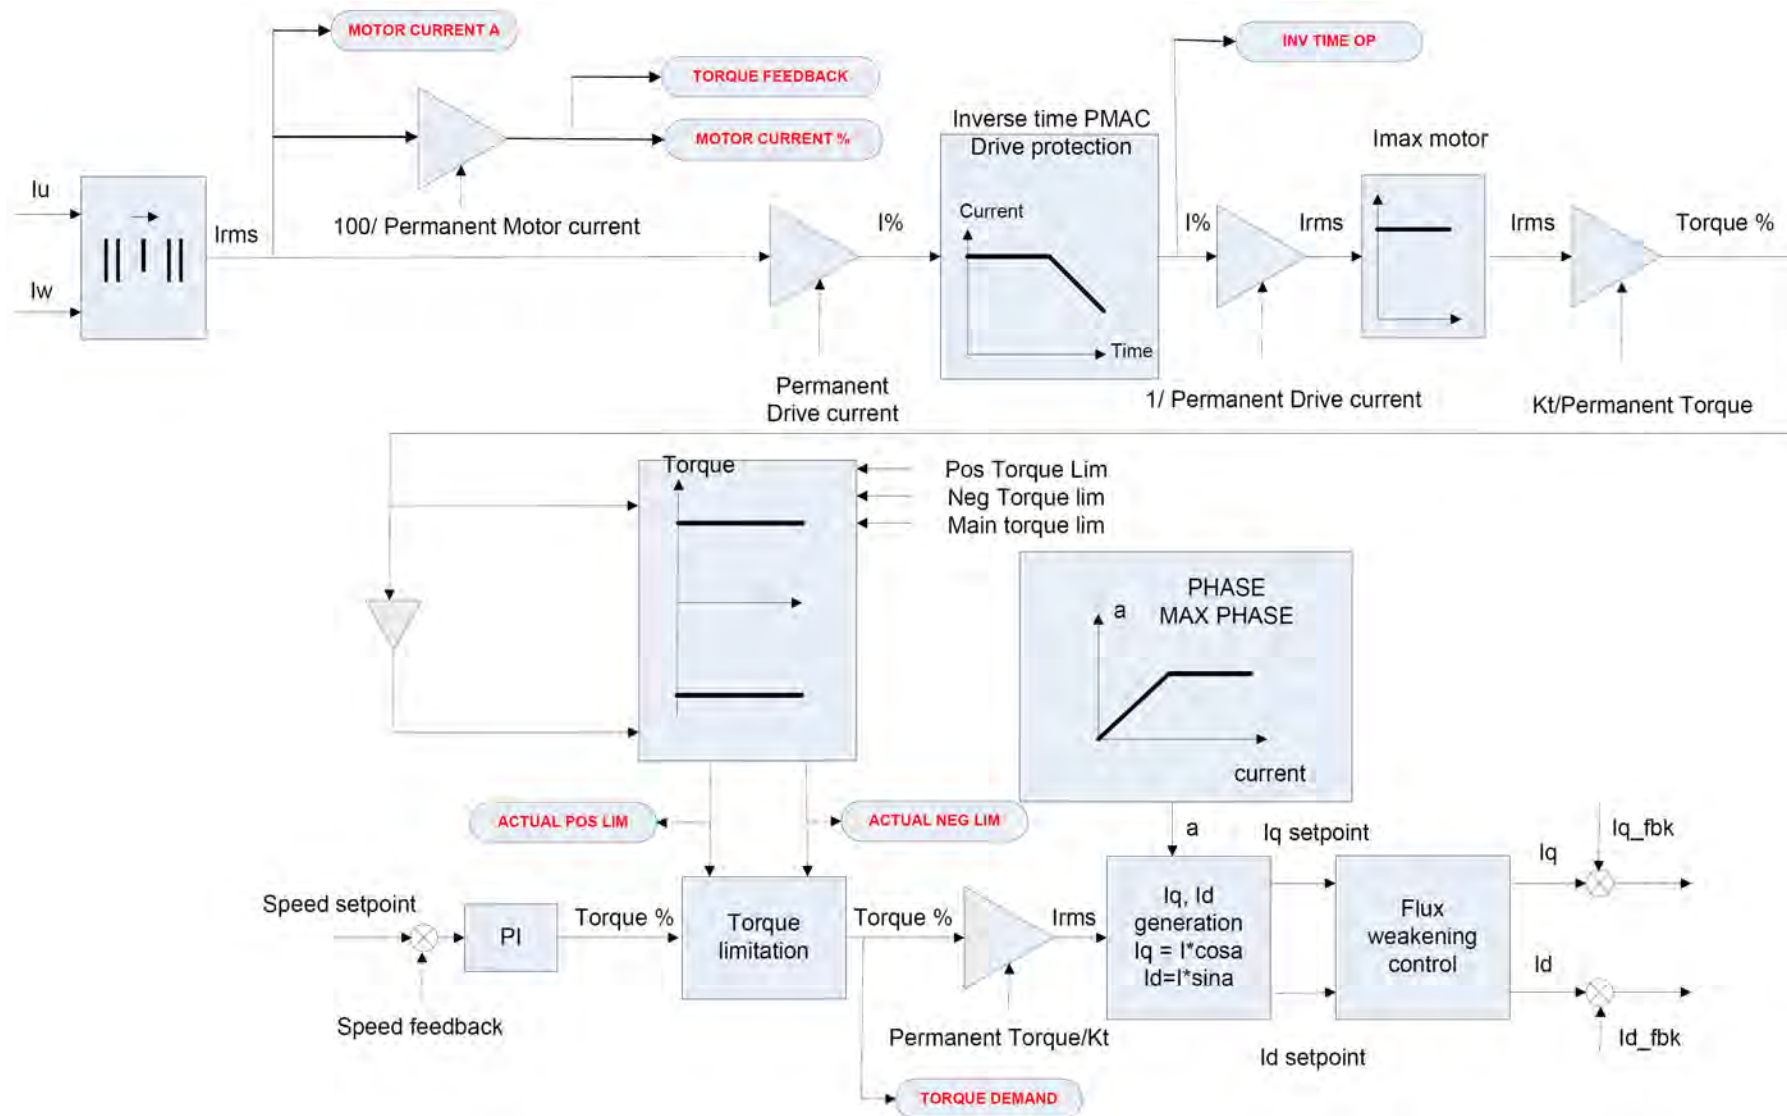 MOTOR CURRENT A
INV TIME OP
TORQUE FEEDBACK
MOTOR CURRENT %
Inverse time PMAC
Drive protection
Imax motor
Iu
Irms
100/ Permanent Motor current
I%
Current
I%
Irms
Irms
Torque %
Iw
Time
Permanent
Drive current
1/ Permanent Drive current
Kt/Permanent Torque
Torque
Pos Torque Lim
Neg Torque lim
Main torque lim
PHASE
MAX PHASE
a
current
ACTUAL POS LIM
ACTUAL NEG LIM
a
Iq setpoint
Iq_fbk
Iq
Speed setpoint
PI
Torque %
Torque
limitation
Torque %
Irms
Iq, Id
generation
Iq = I*cosa
Id=I*sina
Flux
weakening
control
Id
Speed feedback
Permanent Torque/Kt
Id setpoint
Id_fbk
TORQUE DEMAND